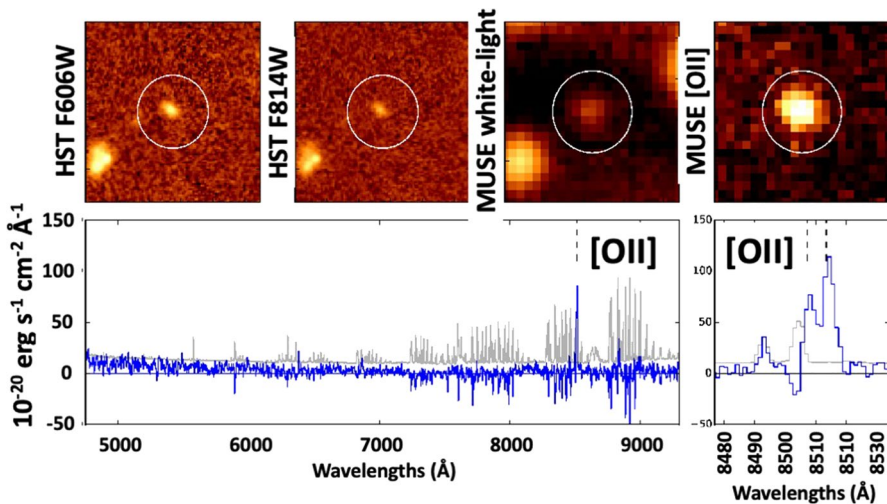 HST F606W
HST F814W
MUSE white-light
MUSE [OII]
150
100
50
0
-50
10⁻²⁰ erg s⁻¹ cm⁻² Å⁻¹
[OII]
5000 6000 7000 8000 9000
Wavelengths (Å)
150
100
50
0
−50
[OII]
8480 8490 8500 8510 8510 8530
Wavelengths (Å)